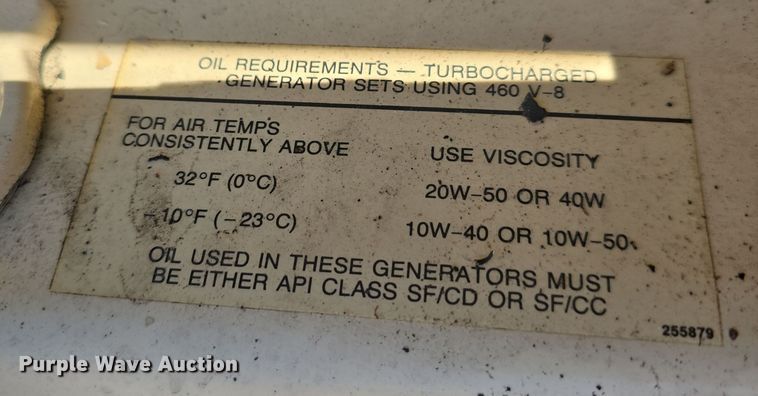 OIL REQUIREMENTS — TURBOCHARGED
GENERATOR SETS USING 460 V-8
FOR AIR TEMPS
CONSISTENTLY ABOVE
USE VISCOSITY
32°F (0°C)
20W-50 OR 40W
-10°F (-23°C)
10W-40 OR 10W-50
OIL USED IN THESE GENERATORS MUST
BE EITHER API CLASS SF/CD OR SF/CC
255879
Purple Wave Auction